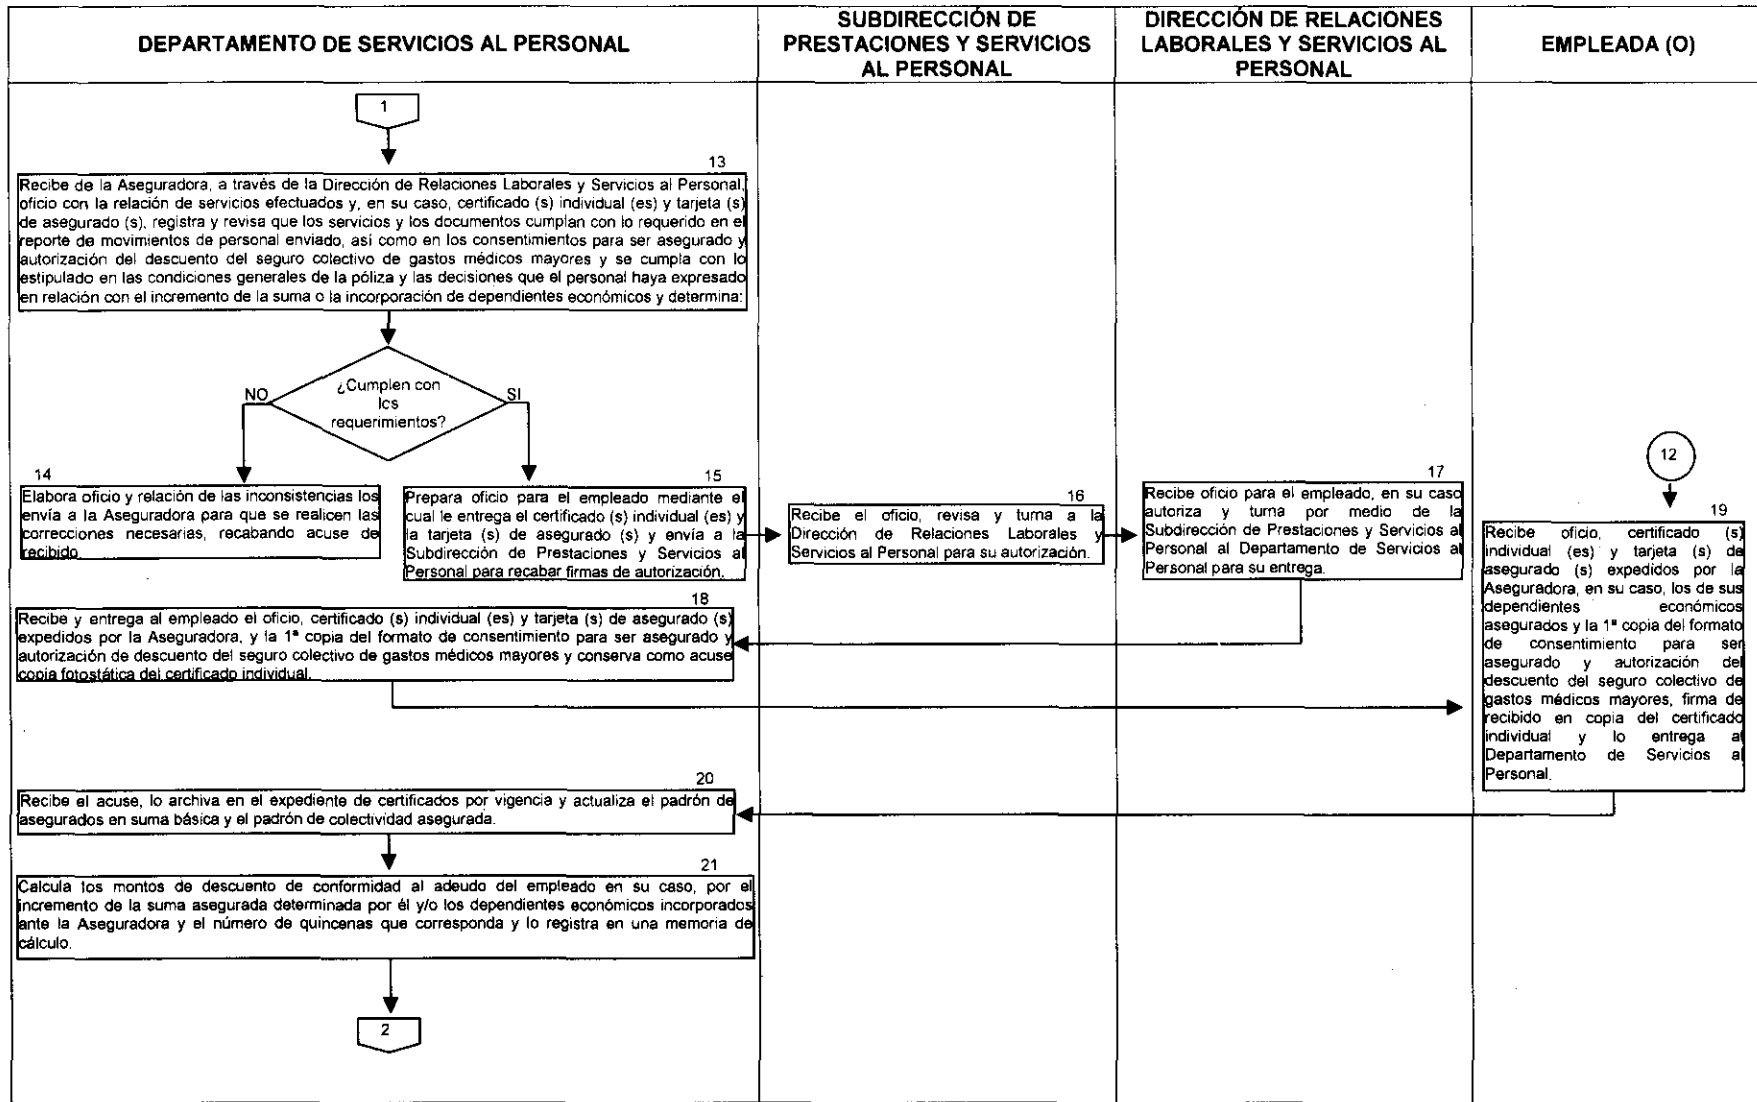 DEPARTAMENTO DE SERVICIOS AL PERSONAL
SUBDIRECCIÓN DE
PRESTACIONES Y SERVICIOS
AL PERSONAL
DIRECCIÓN DE RELACIONES
LABORALES Y SERVICIOS AL
PERSONAL
EMPLEADA (O)
1
13
Recibe de la Aseguradora, a través de la Dirección de Relaciones Laborales y Servicios al Personal,
oficio con la relación de servicios efectuados y, en su caso, certificado (s) individual (es) y tarjeta (s)
de asegurado (s), registra y revisa que los servicios y los documentos cumplan con lo requerido en el
reporte de movimientos de personal enviado, así como en los consentimientos para ser asegurado y
autorización del descuento del seguro colectivo de gastos médicos mayores y se cumpla con lo
estipulado en las condiciones generales de la póliza y las decisiones que el personal haya expresado
en relación con el incremento de la suma o la incorporación de dependientes económicos y determina:
¿Cumplen con
los
requerimientos?
NO
SI
14
Elabora oficio y relación de las inconsistencias los
envía a la Aseguradora para que se realicen las
correcciones necesarias, recabando acuse de
recibido.
15
Prepara oficio para el empleado mediante el
cual le entrega el certificado (s) individual (es) y
la tarjeta (s) de asegurado (s) y envía a la
Subdirección de Prestaciones y Servicios al
Personal para recabar firmas de autorización.
16
Recibe el oficio, revisa y turna a la
Dirección de Relaciones Laborales y
Servicios al Personal para su autorización.
17
Recibe oficio para el empleado, en su caso
autoriza y turna por medio de la
Subdirección de Prestaciones y Servicios al
Personal al Departamento de Servicios al
Personal para su entrega.
12
19
Recibe oficio, certificado (s)
individual (es) y tarjeta (s) de
asegurado (s) expedidos por la
Aseguradora, en su caso, los de sus
dependientes económicos
asegurados y la 1ª copia del formato
de consentimiento para ser
asegurado y autorización del
descuento del seguro colectivo de
gastos médicos mayores, firma de
recibido en copia del certificado
individual y lo entrega al
Departamento de Servicios al
Personal.
18
Recibe y entrega al empleado el oficio, certificado (s) individual (es) y tarjeta (s) de asegurado (s)
expedidos por la Aseguradora, y la 1ª copia del formato de consentimiento para ser asegurado y
autorización de descuento del seguro colectivo de gastos médicos mayores y conserva como acuse
copia fotostática del certificado individual.
20
Recibe el acuse, lo archiva en el expediente de certificados por vigencia y actualiza el padrón de
asegurados en suma básica y el padrón de colectividad asegurada.
21
Calcula los montos de descuento de conformidad al adeudo del empleado en su caso, por el
incremento de la suma asegurada determinada por él y/o los dependientes económicos incorporados
ante la Aseguradora y el número de quincenas que corresponda y lo registra en una memoria de
cálculo.
2